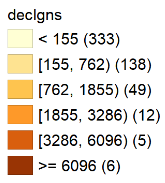 declgns
< 155 (333)
[155, 762) (138)
[762, 1855) (49)
[1855, 3286) (12)
[3286, 6096) (5)
>= 6096 (6)